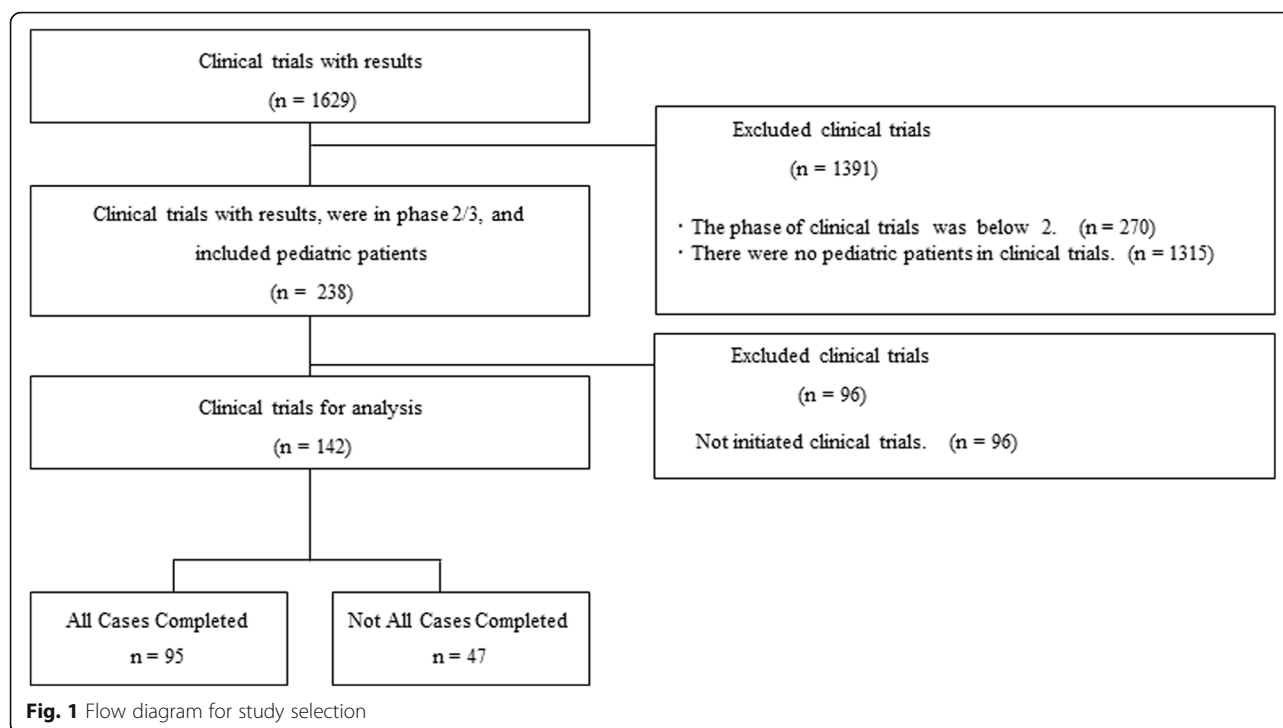 Clinical trials with results
(n = 1629)
Excluded clinical trials
(n = 1391)
· The phase of clinical trials was below 2. (n = 270)
· There were no pediatric patients in clinical trials. (n = 1315)
Clinical trials with results, were in phase 2/3, and
included pediatric patients
(n = 238)
Excluded clinical trials
(n = 96)
Not initiated clinical trials. (n = 96)
Clinical trials for analysis
(n = 142)
All Cases Completed
n = 95
Not All Cases Completed
n = 47
Fig. 1 Flow diagram for study selection